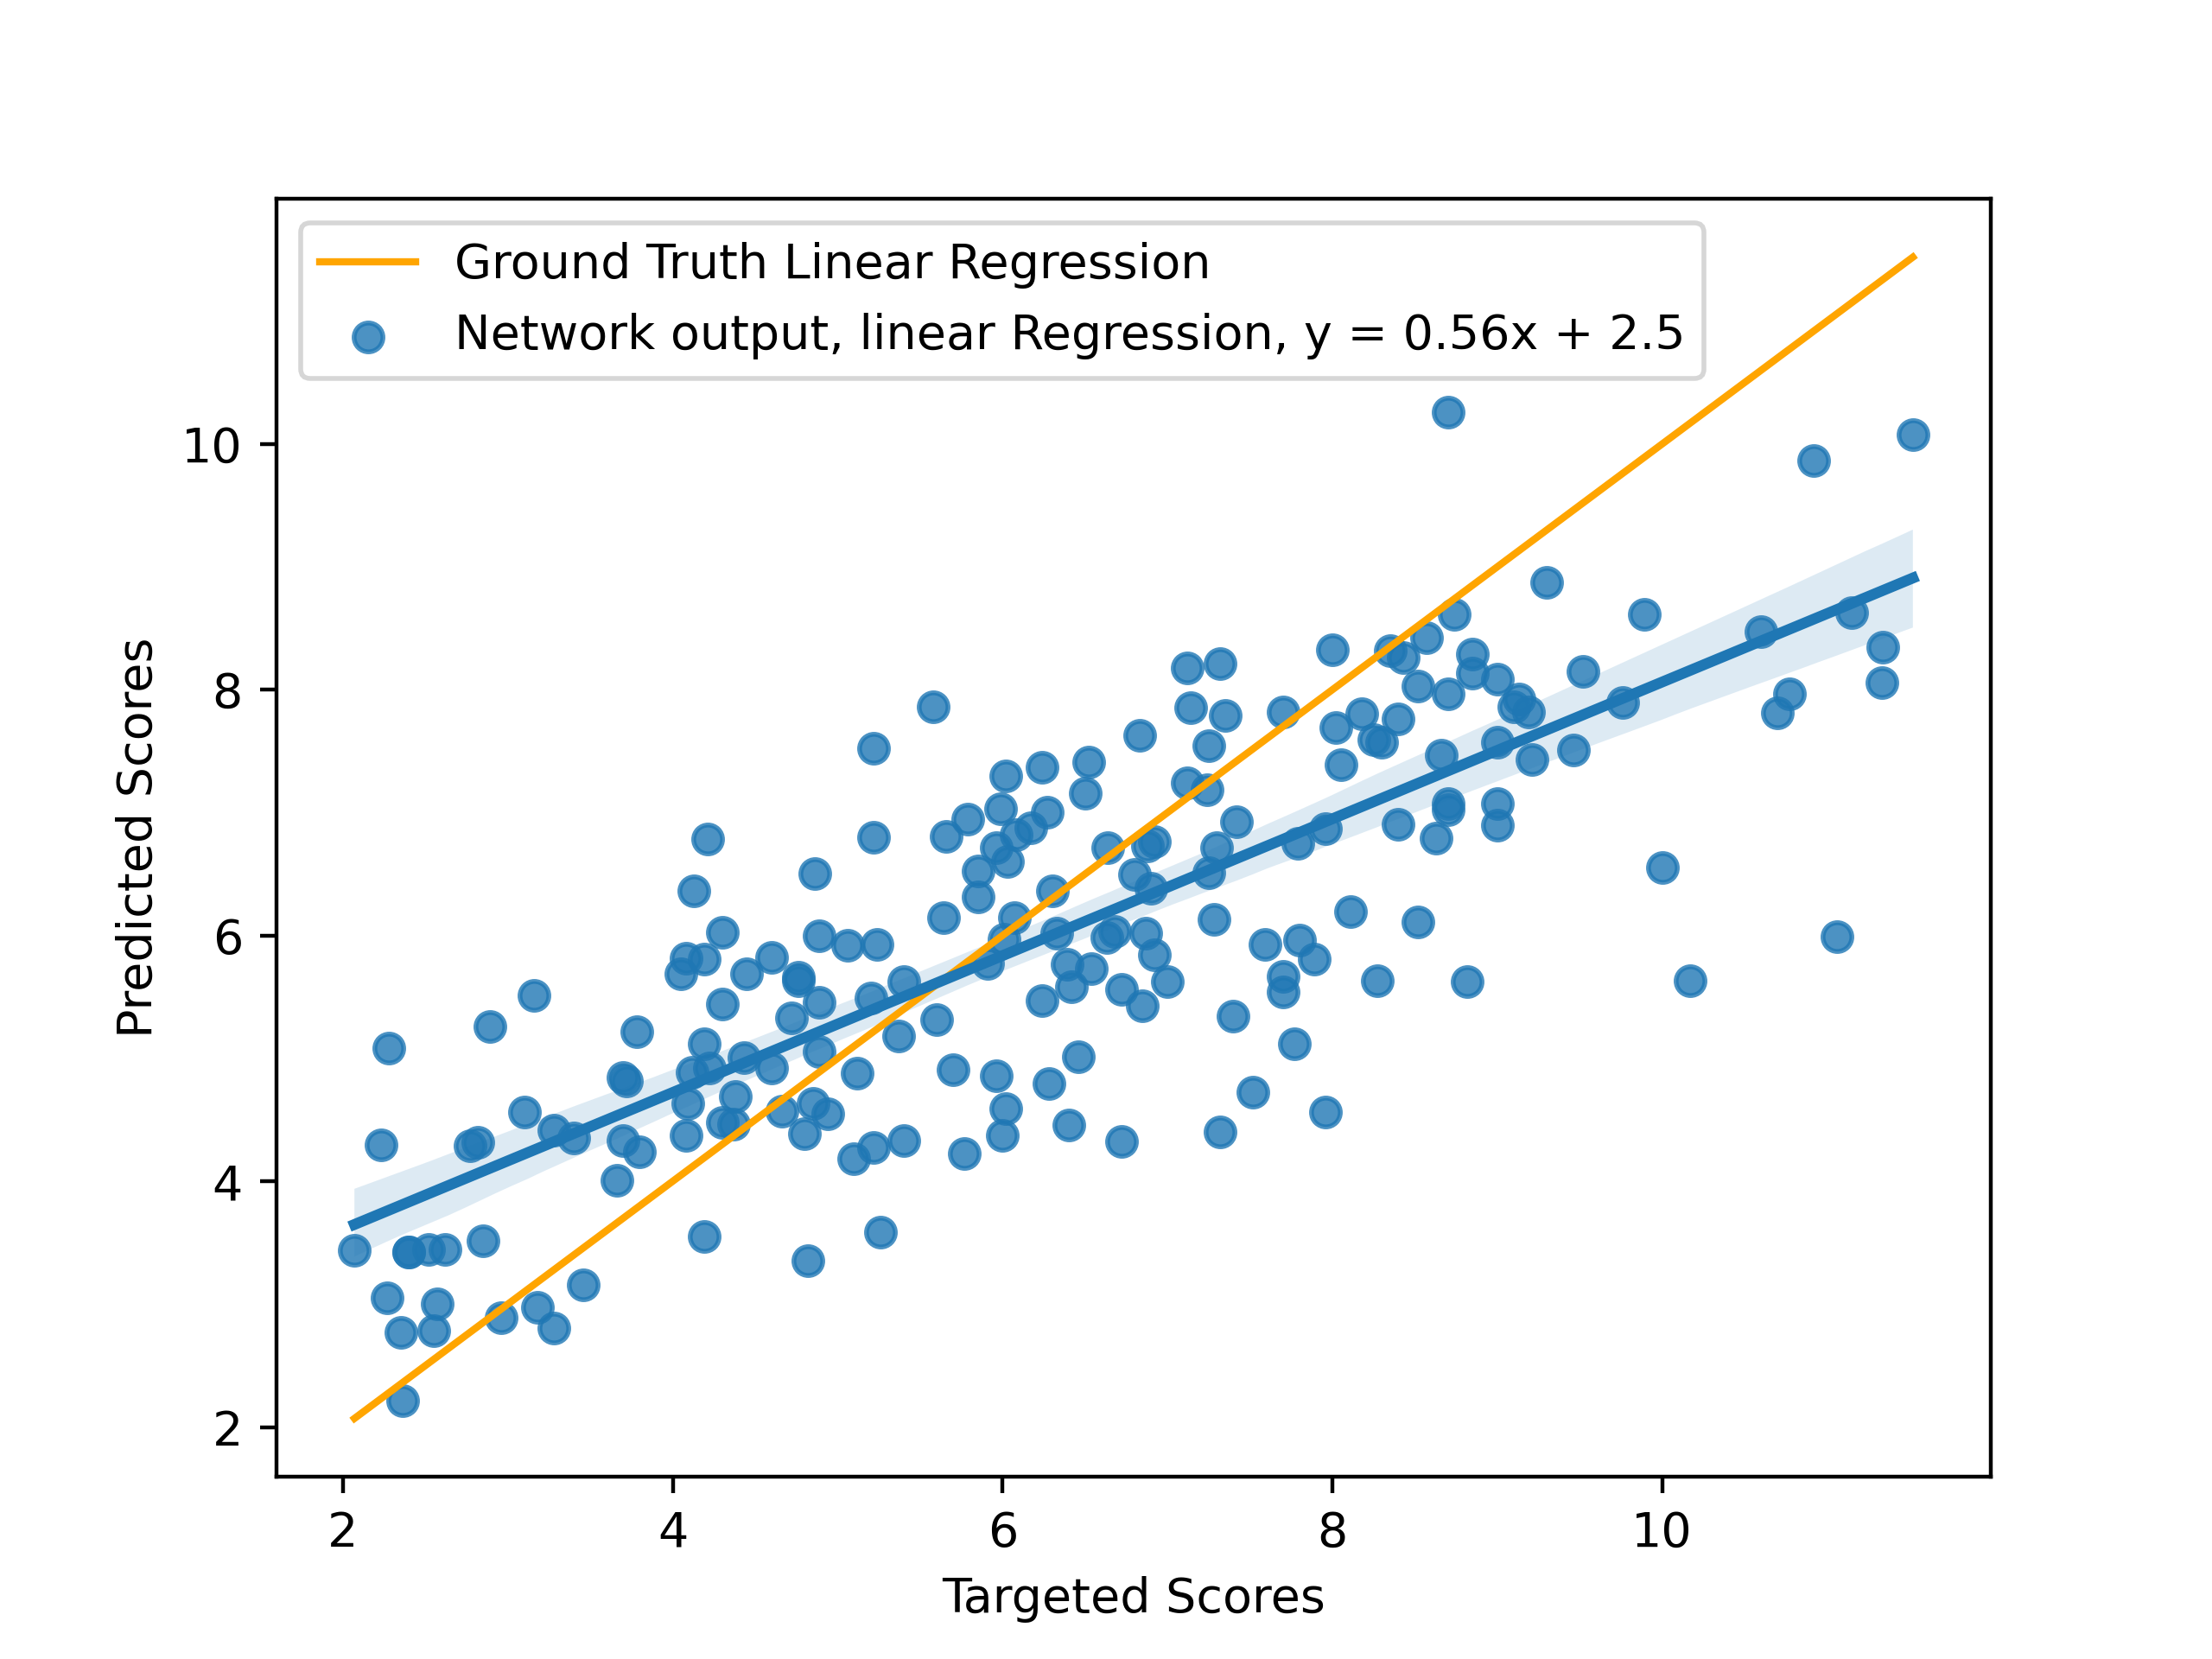 Ground Truth Linear Regression
Network output, linear Regression, y = 0.56x + 2.5
10
8
6
4
2
Predicted Scores
2 4 6 8 10
Targeted Scores